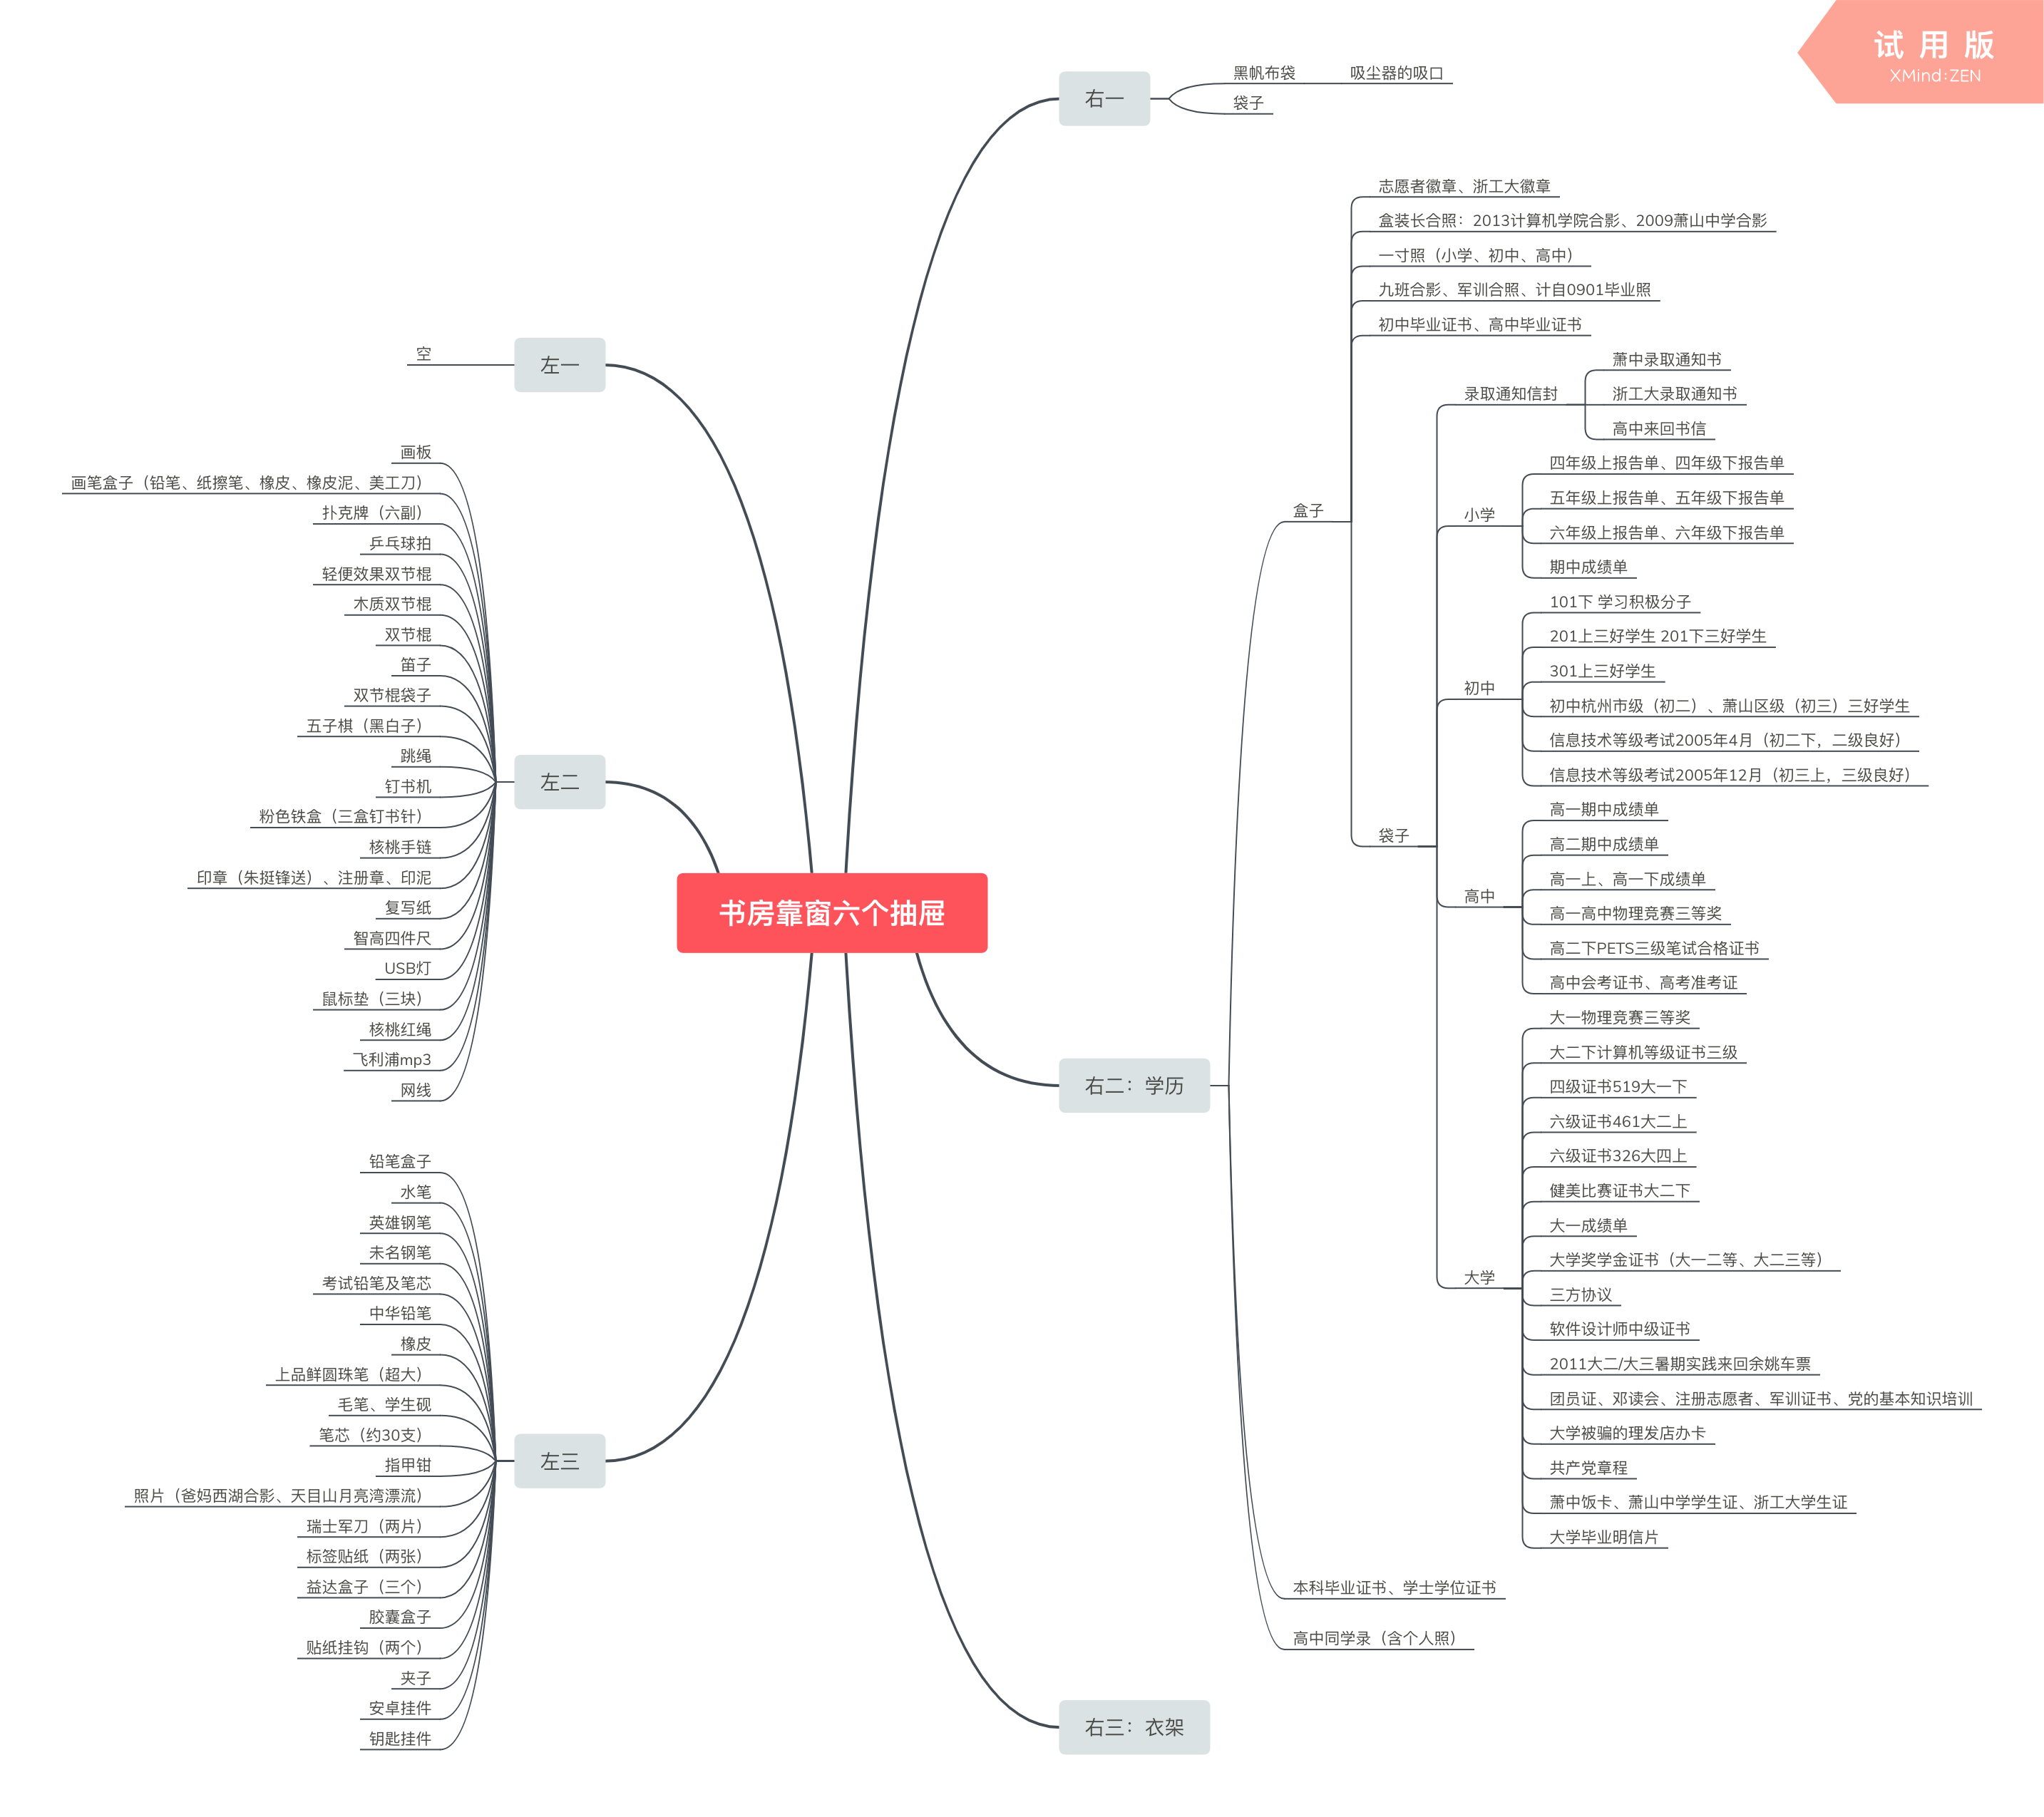 试 用 版
XMind:ZEN
书房靠窗六个抽屉
右一
黑帆布袋
吸尘器的吸口
袋子
右二：学历
盒子
志愿者徽章、浙工大徽章
盒装长合照：2013计算机学院合影、2009萧山中学合影
一寸照（小学、初中、高中）
九班合影、军训合照、计自0901毕业照
初中毕业证书、高中毕业证书
袋子
录取通知信封
萧中录取通知书
浙工大录取通知书
高中来回书信
小学
四年级上报告单、四年级下报告单
五年级上报告单、五年级下报告单
六年级上报告单、六年级下报告单
期中成绩单
初中
101下 学习积极分子
201上三好学生 201下三好学生
301上三好学生
初中杭州市级（初二）、萧山区级（初三）三好学生
信息技术等级考试2005年4月（初二下，二级良好）
信息技术等级考试2005年12月（初三上，三级良好）
高中
高一期中成绩单
高二期中成绩单
高一上、高一下成绩单
高一高中物理竞赛三等奖
高二下PETS三级笔试合格证书
高中会考证书、高考准考证
大学
大一物理竞赛三等奖
大二下计算机等级证书三级
四级证书519大一下
六级证书461大二上
六级证书326大四上
健美比赛证书大二下
大一成绩单
大学奖学金证书（大一二等、大二三等）
三方协议
软件设计师中级证书
2011大二/大三暑期实践来回余姚车票
团员证、邓读会、注册志愿者、军训证书、党的基本知识培训
大学被骗的理发店办卡
共产党章程
萧中饭卡、萧山中学学生证、浙工大学生证
大学毕业明信片
本科毕业证书、学士学位证书
高中同学录（含个人照）
右三：衣架
左一
空
左二
画板
画笔盒子（铅笔、纸擦笔、橡皮、橡皮泥、美工刀）
扑克牌（六副）
乒乓球拍
轻便效果双节棍
木质双节棍
双节棍
笛子
双节棍袋子
五子棋（黑白子）
跳绳
钉书机
粉色铁盒（三盒钉书针）
核桃手链
印章（朱挺锋送）、注册章、印泥
复写纸
智高四件尺
USB灯
鼠标垫（三块）
核桃红绳
飞利浦mp3
网线
左三
铅笔盒子
水笔
英雄钢笔
未名钢笔
考试铅笔及笔芯
中华铅笔
橡皮
上品鲜圆珠笔（超大）
毛笔、学生砚
笔芯（约30支）
指甲钳
照片（爸妈西湖合影、天目山月亮湾漂流）
瑞士军刀（两片）
标签贴纸（两张）
益达盒子（三个）
胶囊盒子
贴纸挂钩（两个）
夹子
安卓挂件
钥匙挂件